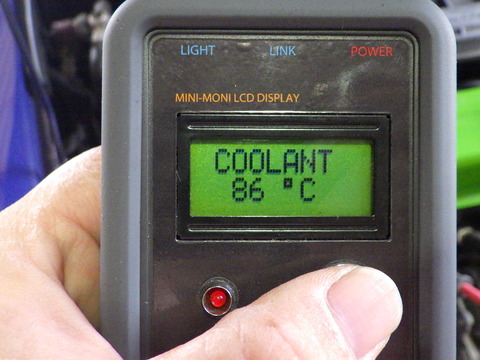 LIGHT LINK POWER
MINI-MONI LCD DISPLAY
COOLANT
86 °C